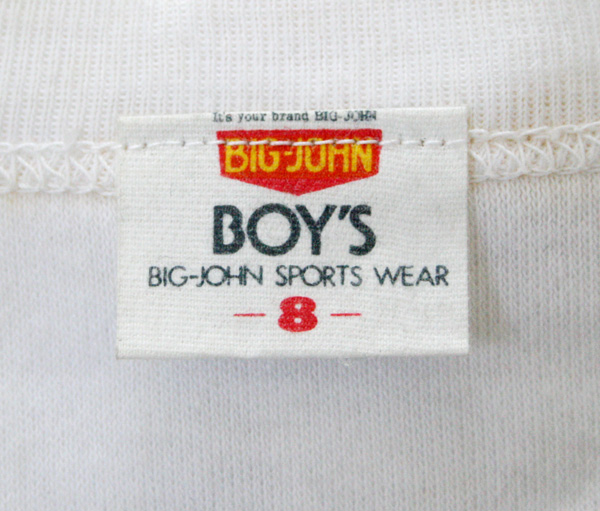 It's your brand BIG-JOHN
BIG-JOHN
BOY'S
BIG-JOHN SPORTS WEAR
- 8 -